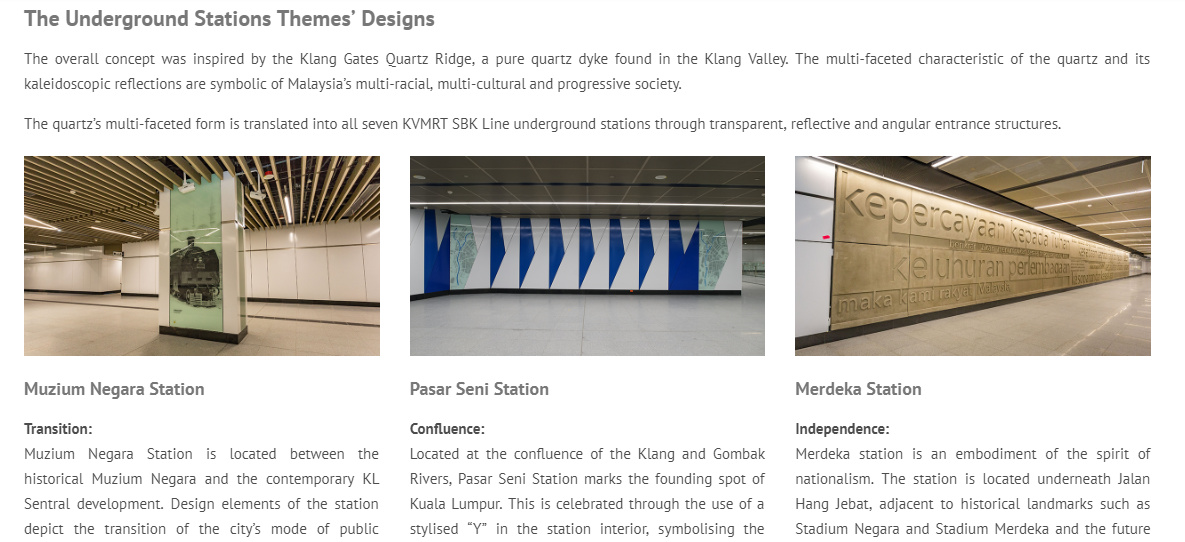 The Underground Stations Themes’ Designs
The overall concept was inspired by the Klang Gates Quartz Ridge, a pure quartz dyke found in the Klang Valley. The multi-faceted characteristic of the quartz and its
kaleidoscopic reflections are symbolic of Malaysia’s multi-racial, multi-cultural and progressive society.
The quartz’s multi-faceted form is translated into all seven KVMRT SBK Line underground stations through transparent, reflective and angular entrance structures.
kepercayaan kepada
keluhuran perlembagaan
maka kami rakyat Malaysia
Muzium Negara Station
Transition:
Muzium Negara Station is located between the
historical Muzium Negara and the contemporary KL
Sentral development. Design elements of the station
depict the transition of the city’s mode of public
Pasar Seni Station
Confluence:
Located at the confluence of the Klang and Gombak
Rivers, Pasar Seni Station marks the founding spot of
Kuala Lumpur. This is celebrated through the use of a
stylised “Y” in the station interior, symbolising the
Merdeka Station
Independence:
Merdeka station is an embodiment of the spirit of
nationalism. The station is located underneath Jalan
Hang Jebat, adjacent to historical landmarks such as
Stadium Negara and Stadium Merdeka and the future